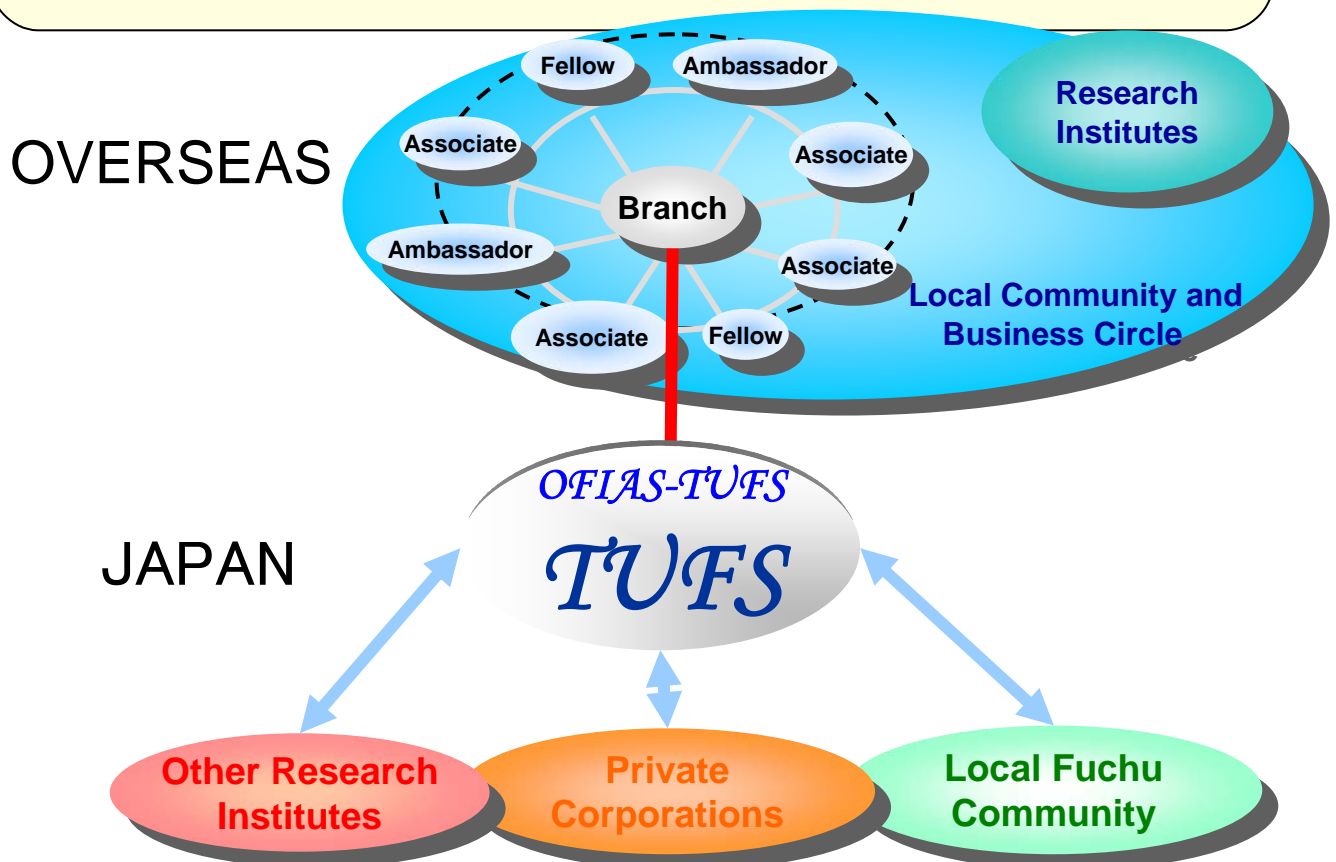 Fellow
Ambassador
Research
Institutes
Associate
Associate
OVERSEAS
Branch
Ambassador
Associate
Local Community and
Business Circle
Associate
Fellow
OFIAS-TUFS
TUFS
JAPAN
Other Research
Institutes
Private
Corporations
Local Fuchu
Community